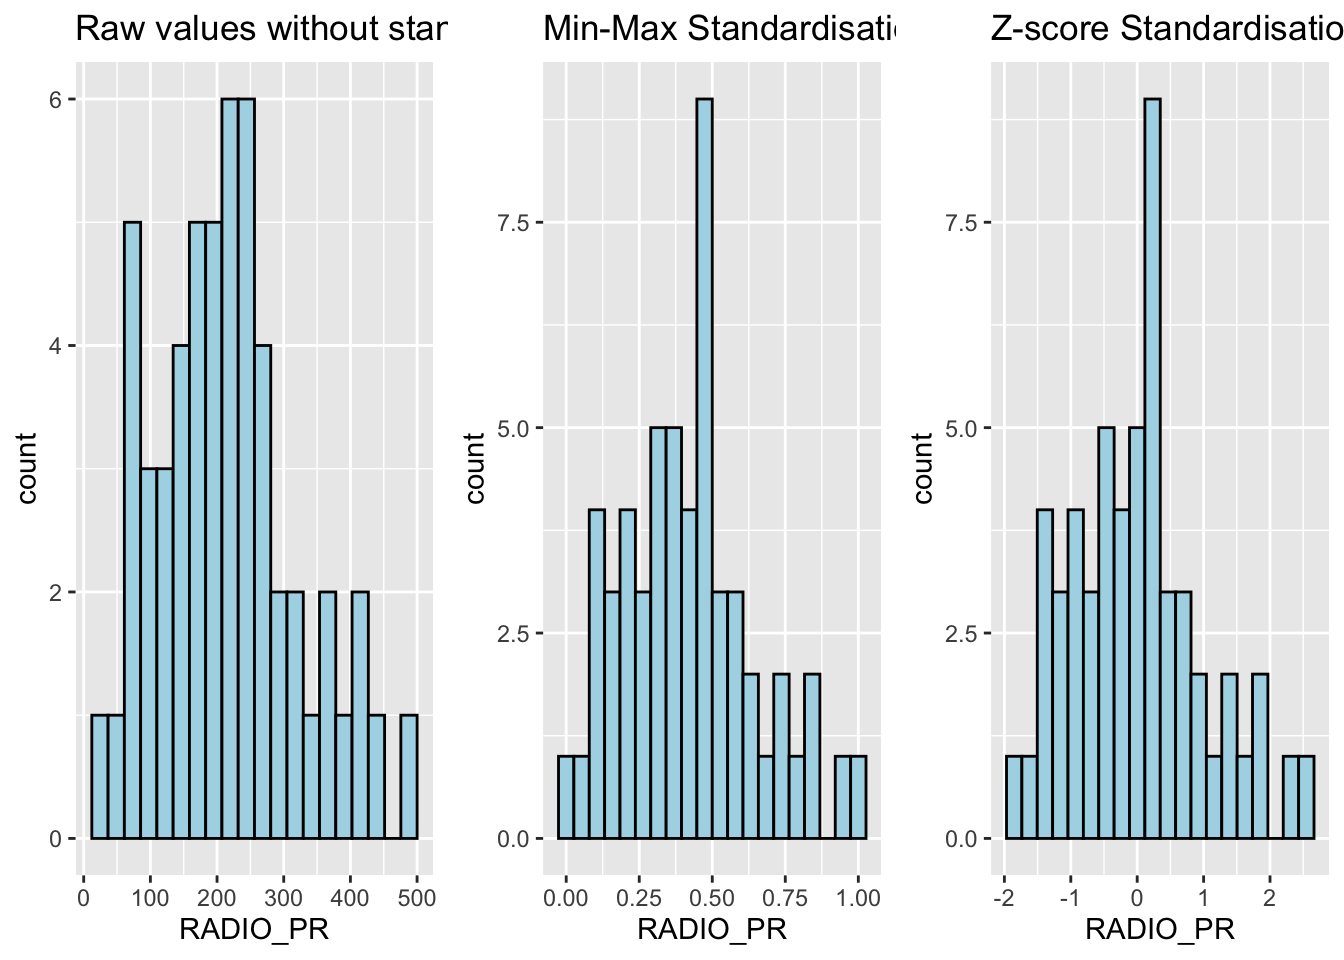 Raw values without stan
6
4
2
0
count
0 100 200 300 400 500
RADIO_PR
Min-Max Standardisatio
7.5
5.0
2.5
0.0
count
0.00 0.25 0.50 0.75 1.00
RADIO_PR
Z-score Standardisatio
7.5
5.0
2.5
0.0
count
-2 -1 0 1 2
RADIO_PR